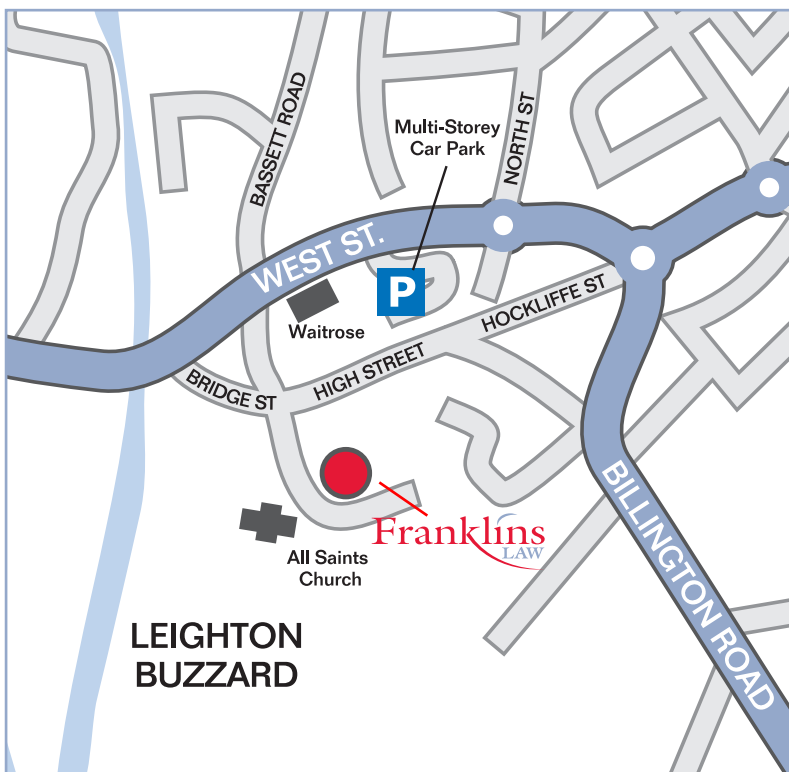 BASSETT ROAD
Multi-Storey
Car Park
NORTH ST
WEST ST.
P
Waitrose
HOCKLIFFE ST
HIGH STREET
BRIDGE ST
Franklins
LAW
All Saints
Church
BILLINGTON ROAD
LEIGHTON
BUZZARD